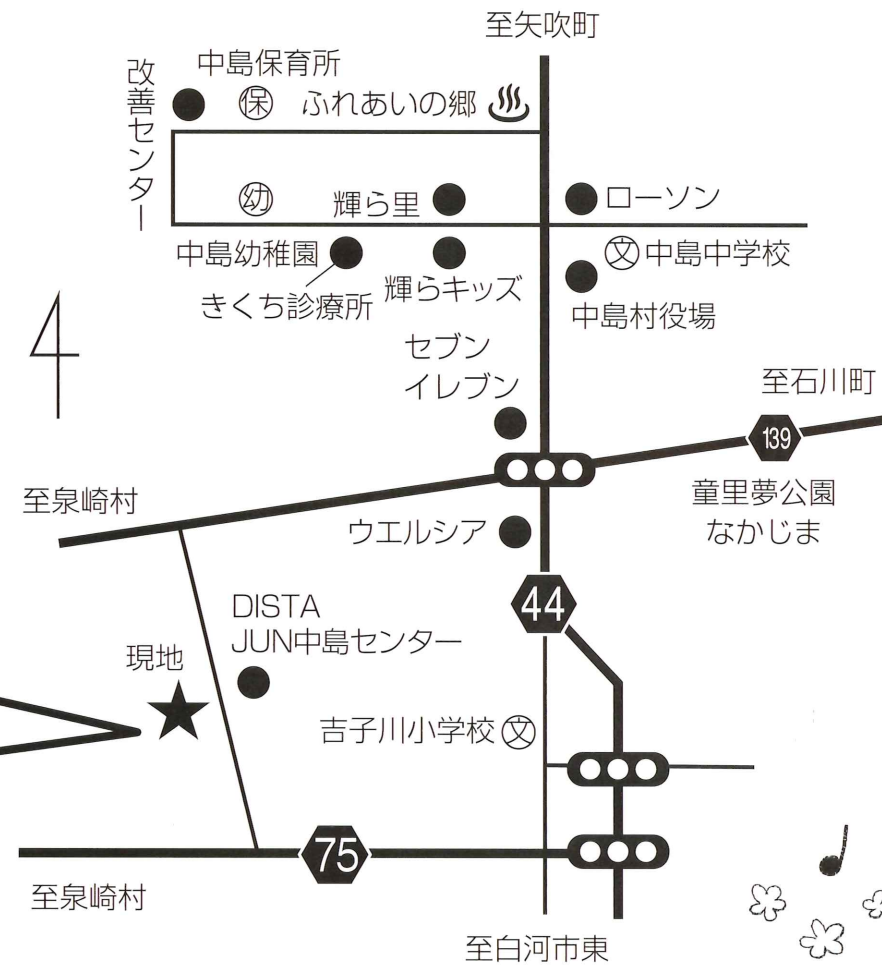 至矢吹町
中島保育所
改善センター
保
ふれあいの郷
幼
輝ら里
ローソン
中島幼稚園
文 中島中学校
きくち診療所
輝らキッズ
中島村役場
セブン
イレブン
至石川町
139
至泉崎村
童里夢公園
なかじま
ウエルシア
44
DISTA
JUN中島センター
現地
吉子川小学校 文
75
至泉崎村
至白河市東